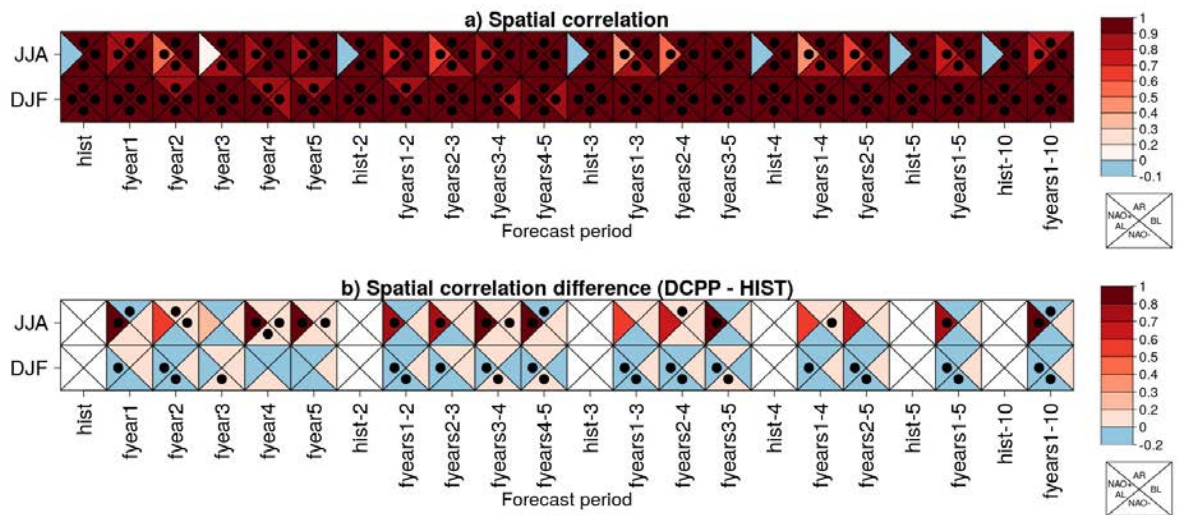 a) Spatial correlation
JJA
DJF
hist
fyear1
fyear2
fyear3
fyear4
fyear5
hist-2
fyears1-2
fyears2-3
fyears3-4
fyears4-5
hist-3
fyears1-3
fyears2-4
fyears3-5
hist-4
fyears1-4
fyears2-5
hist-5
fyears1-5
hist-10
fyears1-10
Forecast period
1
0.9
0.8
0.7
0.6
0.5
0.4
0.3
0.2
0
-0.1
AR
NAO+
AL
BL
NAO-
b) Spatial correlation difference (DCPP - HIST)
JJA
DJF
hist
fyear1
fyear2
fyear3
fyear4
fyear5
hist-2
fyears1-2
fyears2-3
fyears3-4
fyears4-5
hist-3
fyears1-3
fyears2-4
fyears3-5
hist-4
fyears1-4
fyears2-5
hist-5
fyears1-5
hist-10
fyears1-10
Forecast period
1
0.8
0.7
0.6
0.5
0.4
0.3
0.2
0
-0.2
AR
NAO+
AL
BL
NAO-